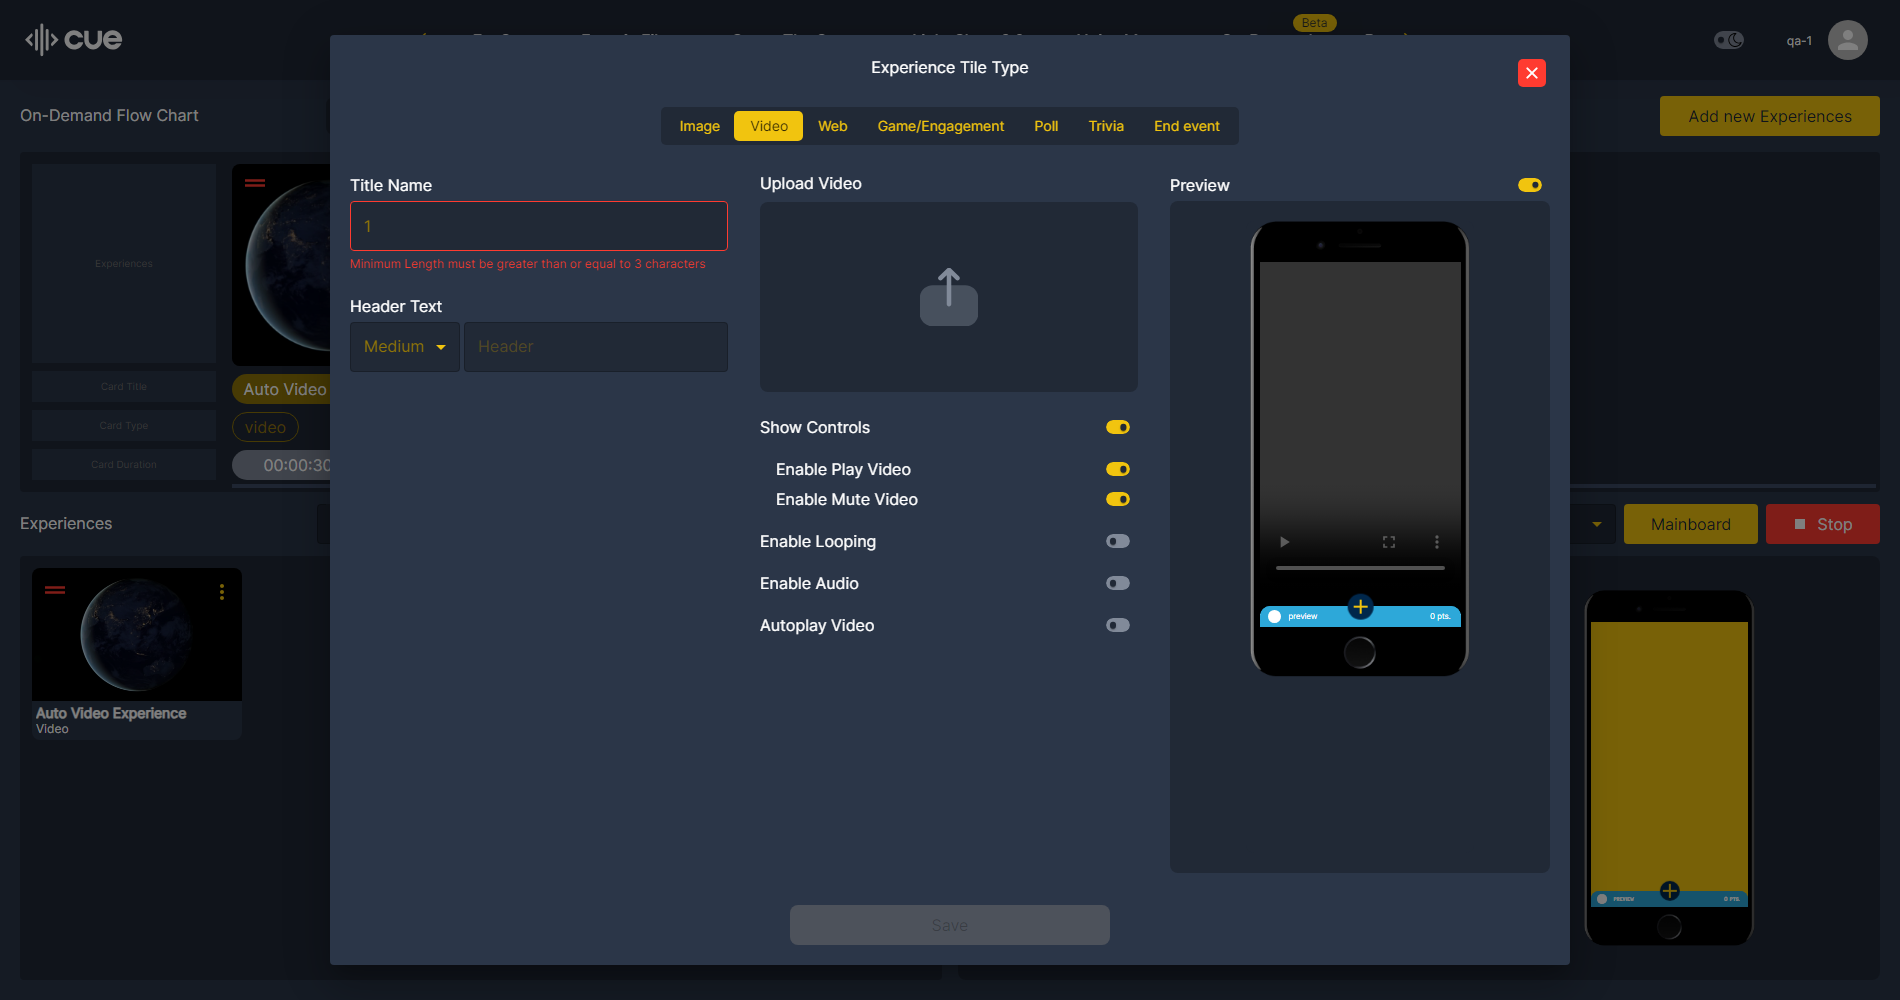 cue
Beta
qa-1
On-Demand Flow Chart
Add new Experiences
Experience Tile Type
Image
Video
Web
Game/Engagement
Poll
Trivia
End event
Title Name
1
Minimum Length must be greater than or equal to 3 characters
Header Text
Medium
Header
Upload Video
Show Controls
Enable Play Video
Enable Mute Video
Enable Looping
Enable Audio
Autoplay Video
Preview
preview
0 pts.
Save
Experiences
Card Title
Auto Video
Card Type
video
Card Duration
00:00:30
Experiences
Mainboard
Stop
Auto Video Experience
Video
PREVIEW
0 PTS.